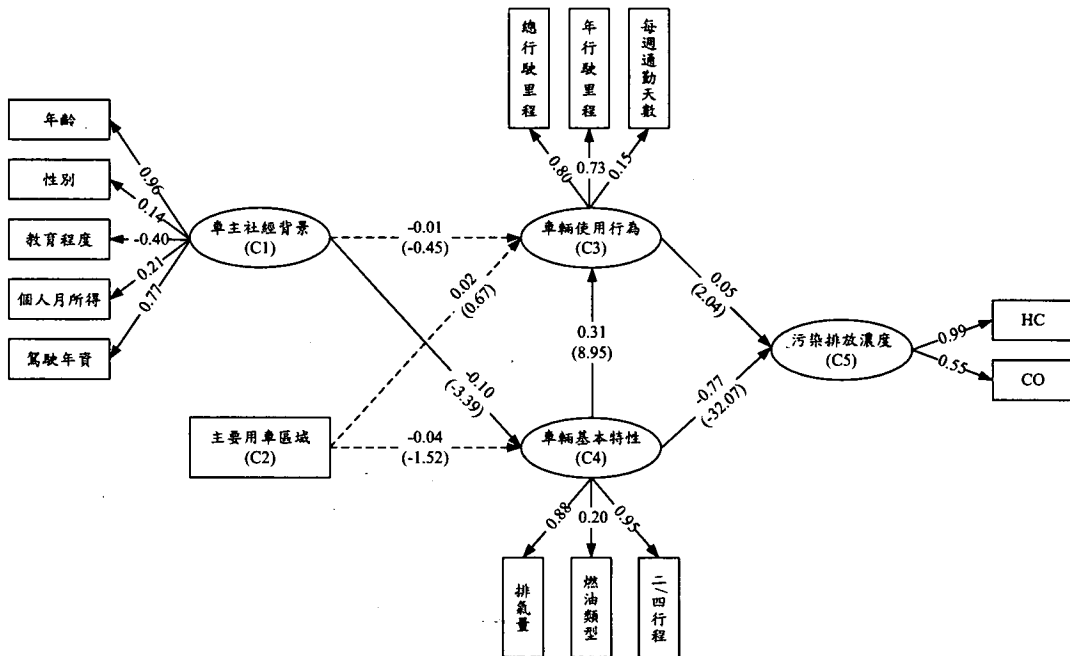 總行駛里程
年行駛里程
每週通勤天數
年齡
性別
教育程度
個人月所得
駕駛年資
0.96
0.14
-0.40
0.21
0.77
0.80
0.73
0.15
車主社經背景
(C1)
-0.01
(-0.45)
車輛使用行為
(C3)
0.02
(0.67)
0.05
(2.04)
0.31
(8.95)
污染排放濃度
(C5)
0.99
HC
0.55
CO
-0.10
(-3.39)
-0.77
(-32.07)
主要用車區域
(C2)
-0.04
(-1.52)
車輛基本特性
(C4)
0.88
0.20
0.95
排氣量
燃油類型
二/四行程